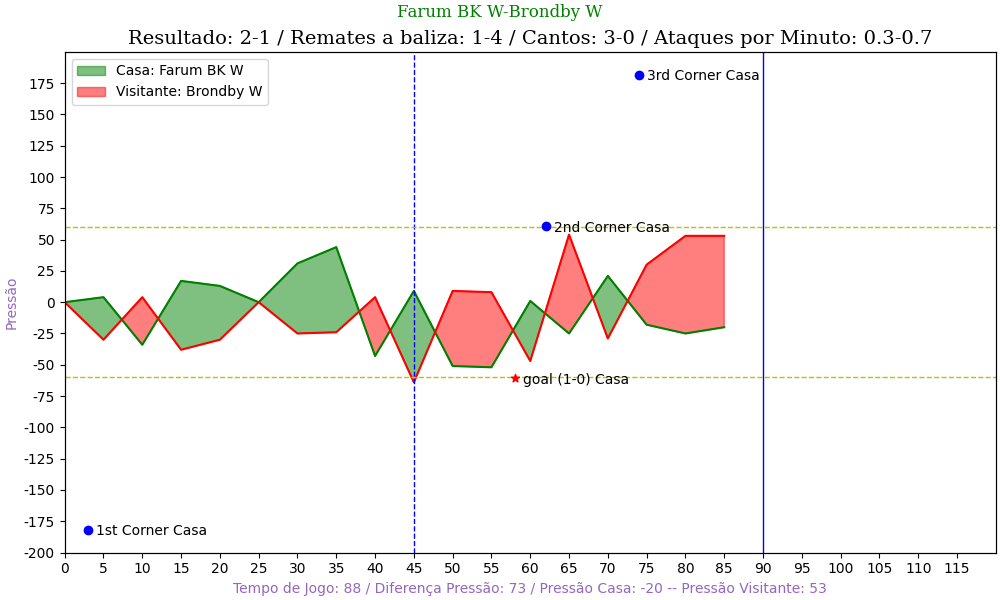 Farum BK W-Brondby W
Resultado: 2-1 / Remates a baliza: 1-4 / Cantos: 3-0 / Ataques por Minuto: 0.3-0.7
Casa: Farum BK W
Visitante: Brondby W
3rd Corner Casa
2nd Corner Casa
goal (1-0) Casa
1st Corner Casa
Pressão
175
150
125
100
75
50
25
0
-25
-50
-75
-100
-125
-150
-175
-200
0 5 10 15 20 25 30 35 40 45 50 55 60 65 70 75 80 85 90 95 100 105 110 115
Tempo de Jogo: 88 / Diferença Pressão: 73 / Pressão Casa: -20 -- Pressão Visitante: 53